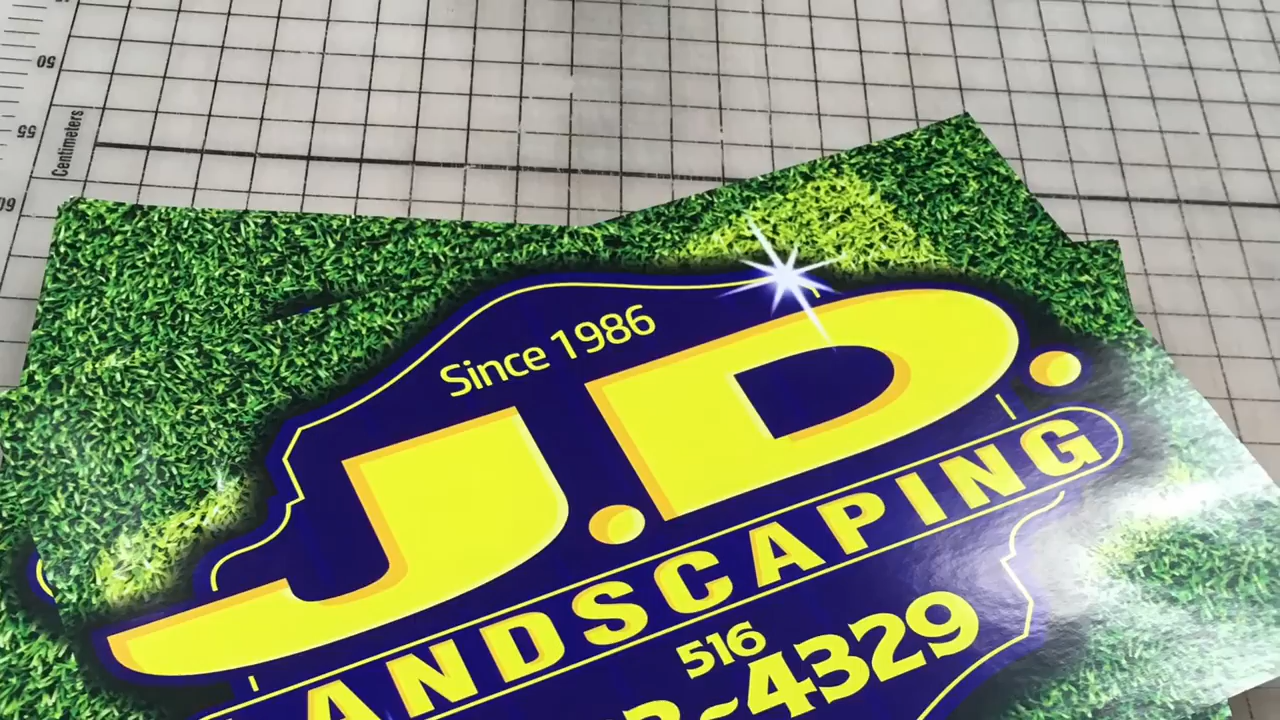 50
55
60
Centimeters
Since 1986
J.D.
LANDSCAPING
516
-4329